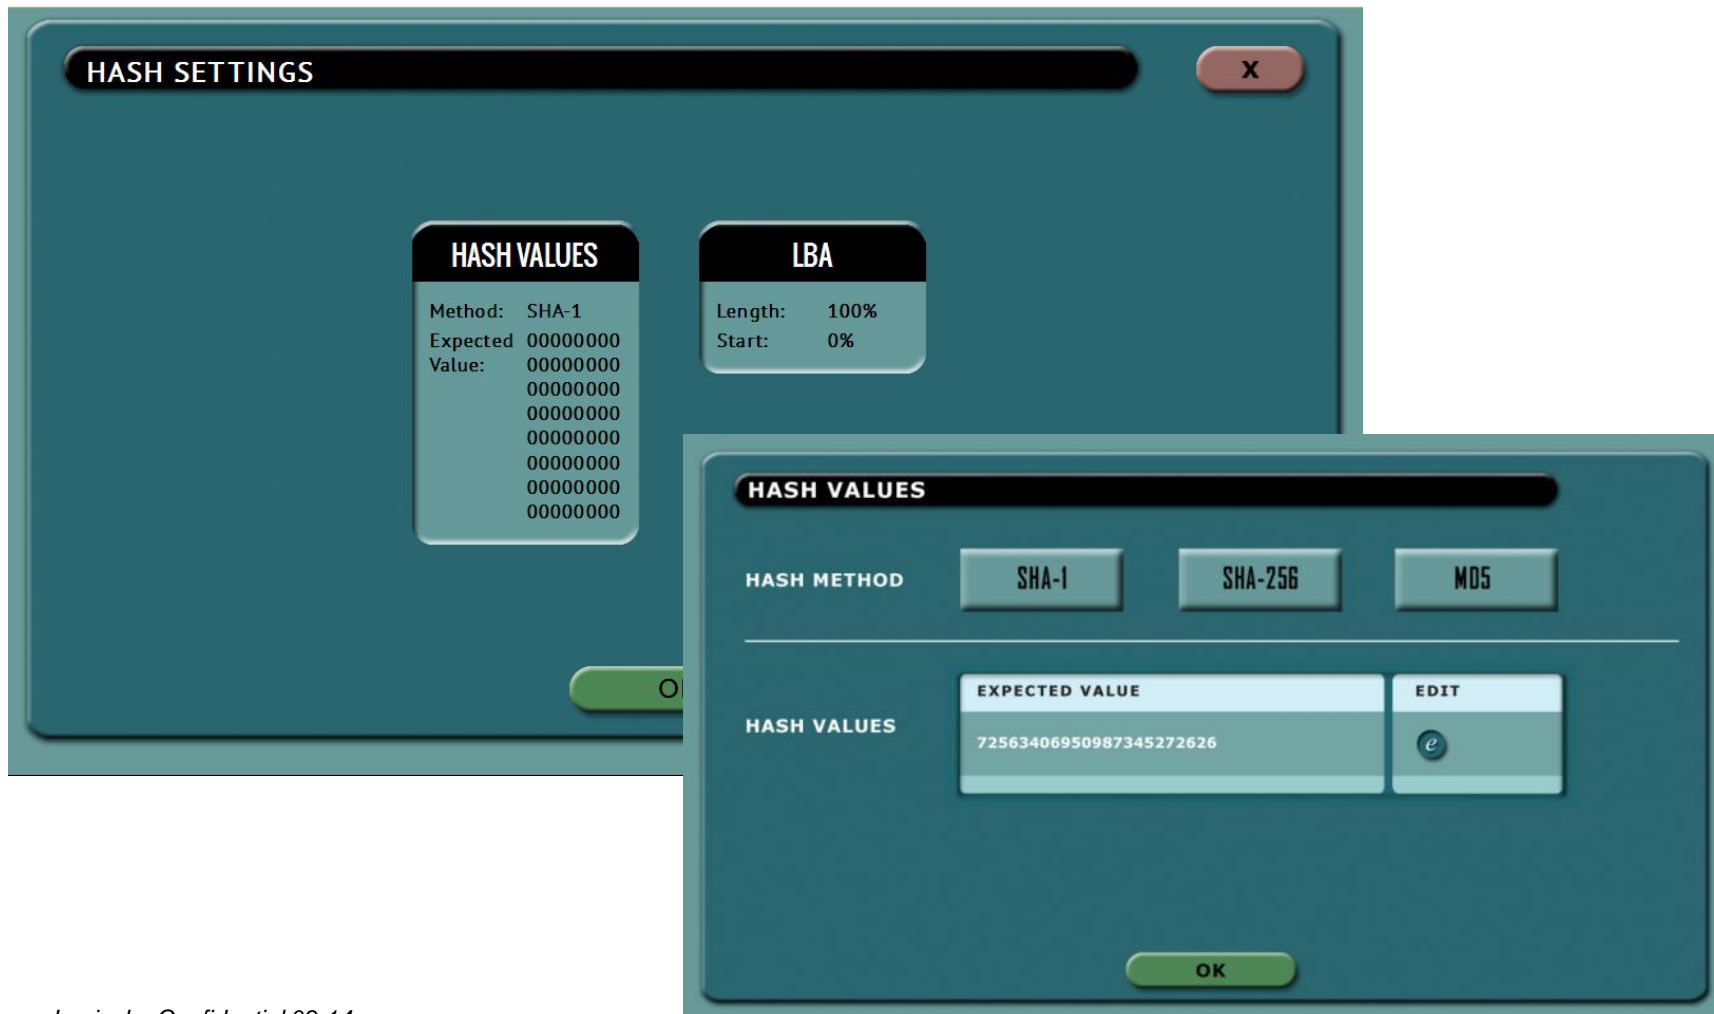 HASH SETTINGS
X
HASH VALUES
Method: SHA-1
Expected 00000000
Value: 00000000
00000000
00000000
00000000
00000000
00000000
00000000
LBA
Length: 100%
Start: 0%
HASH VALUES
HASH METHOD SHA-1 SHA-256 MD5
EXPECTED VALUE EDIT
HASH VALUES 72563406950987345272626 e
OK